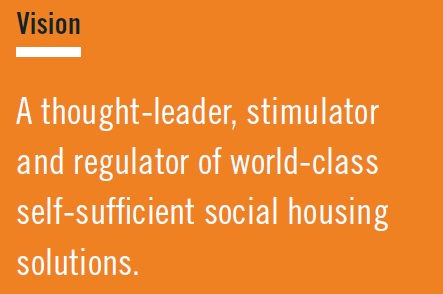 Vision
A thought-leader, stimulator
and regulator of world-class
self-sufficient social housing
solutions.